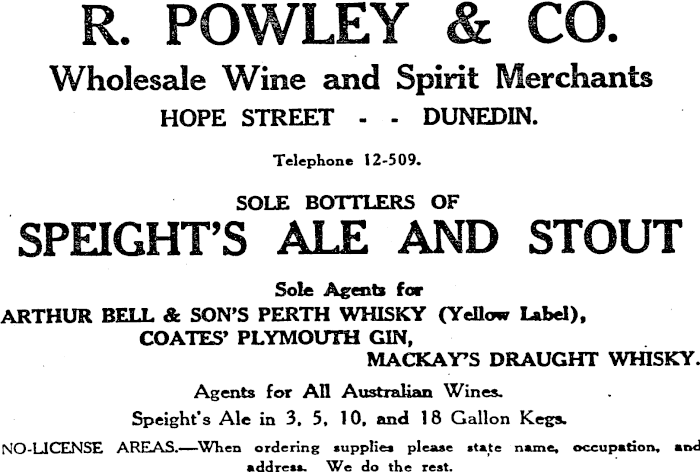 R. POWLEY & CO.
Wholesale Wine and Spirit Merchants
HOPE STREET - - DUNEDIN.
Telephone 12-509.
SOLE BOTTLERS OF
SPEIGHT'S ALE AND STOUT
Sole Agents for
ARTHUR BELL & SON'S PERTH WHISKY (Yellow Label),
COATES' PLYMOUTH GIN,
MACKAY'S DRAUGHT WHISKY.
Agents for All Australian Wines.
Speight's Ale in 3, 5, 10, and 18 Gallon Kegs.
NO-LICENSE AREAS.—When ordering supplies please state name, occupation, and
address. We do the rest.